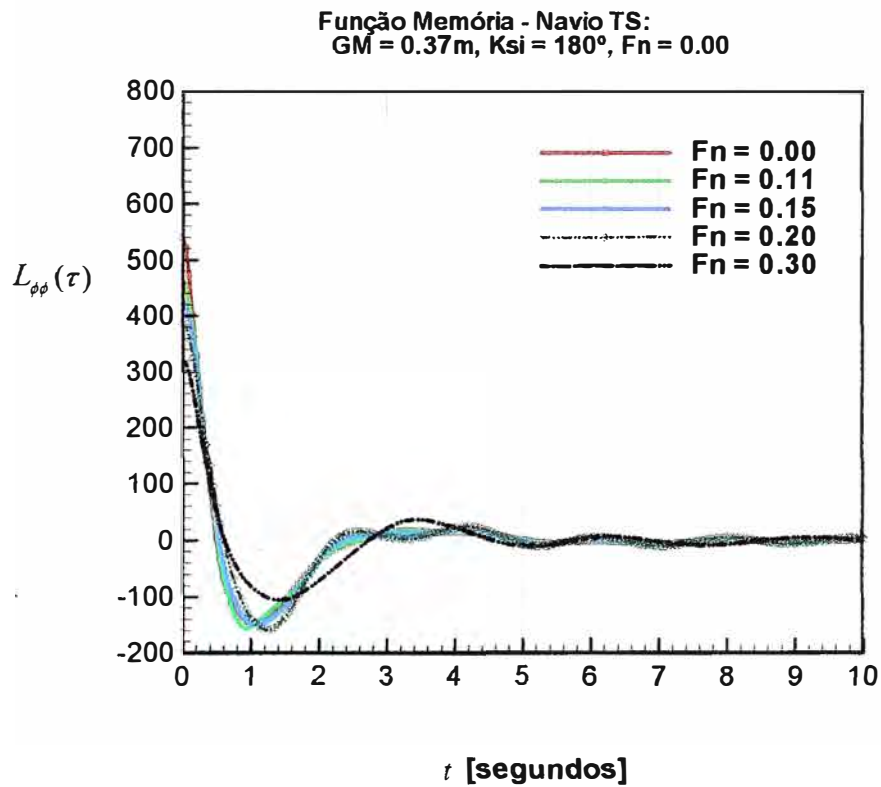 Função Memória - Navio TS:
GM = 0.37m, Ksi = 180º, Fn = 0.00
800
700
600
500
400
300
200
100
0
-100
-200
L_{ϕϕ}(τ)
Fn = 0.00
Fn = 0.11
Fn = 0.15
Fn = 0.20
Fn = 0.30
0 1 2 3 4 5 6 7 8 9 10
t [segundos]